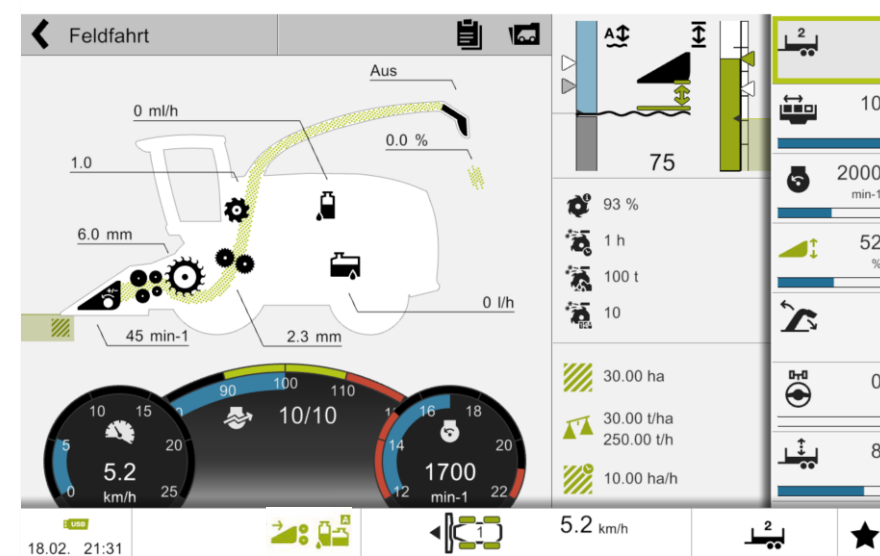 Feldfahrt
Aus
0 ml/h
0.0 %
1.0
6.0 mm
0 l/h
45 min-1
2.3 mm
A
75
93 %
1 h
100 t
10
30.00 ha
30.00 t/ha
250.00 t/h
10.00 ha/h
2
10
2000
min-1
52
%
0
8
90 100 110
10/10
0 5 10 15 20 25
5.2
km/h
12 14 16 18 20 22
1700
min-1
USB
18.02. 21:31
A
1
5.2 km/h
2